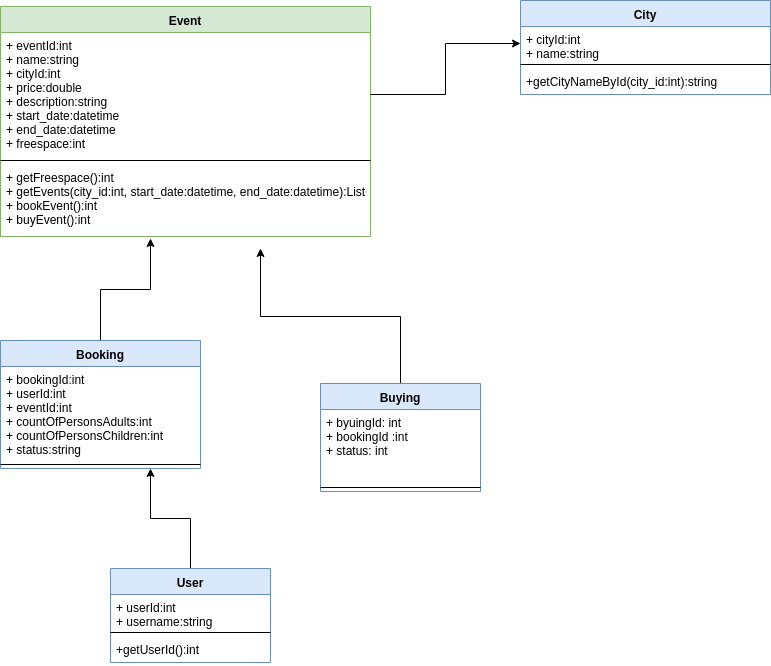 Event
+ eventId:int
+ name:string
+ cityId:int
+ price:double
+ description:string
+ start_date:datetime
+ end_date:datetime
+ freespace:int
+ getFreespace():int
+ getEvents(city_id:int, start_date:datetime, end_date:datetime):List
+ bookEvent():int
+ buyEvent():int
City
+ cityId:int
+ name:string
+getCityNameById(city_id:int):string
Booking
+ bookingId:int
+ userId:int
+ eventId:int
+ countOfPersonsAdults:int
+ countOfPersonsChildren:int
+ status:string
Buying
+ byuingId: int
+ bookingId :int
+ status: int
User
+ userId:int
+ username:string
+getUserId():int